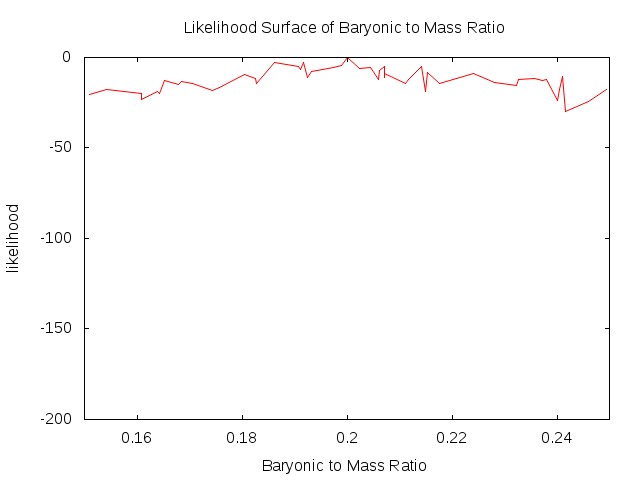 Likelihood Surface of Baryonic to Mass Ratio
0
-50
-100
-150
-200
likelihood
0.16 0.18 0.2 0.22 0.24
Baryonic to Mass Ratio